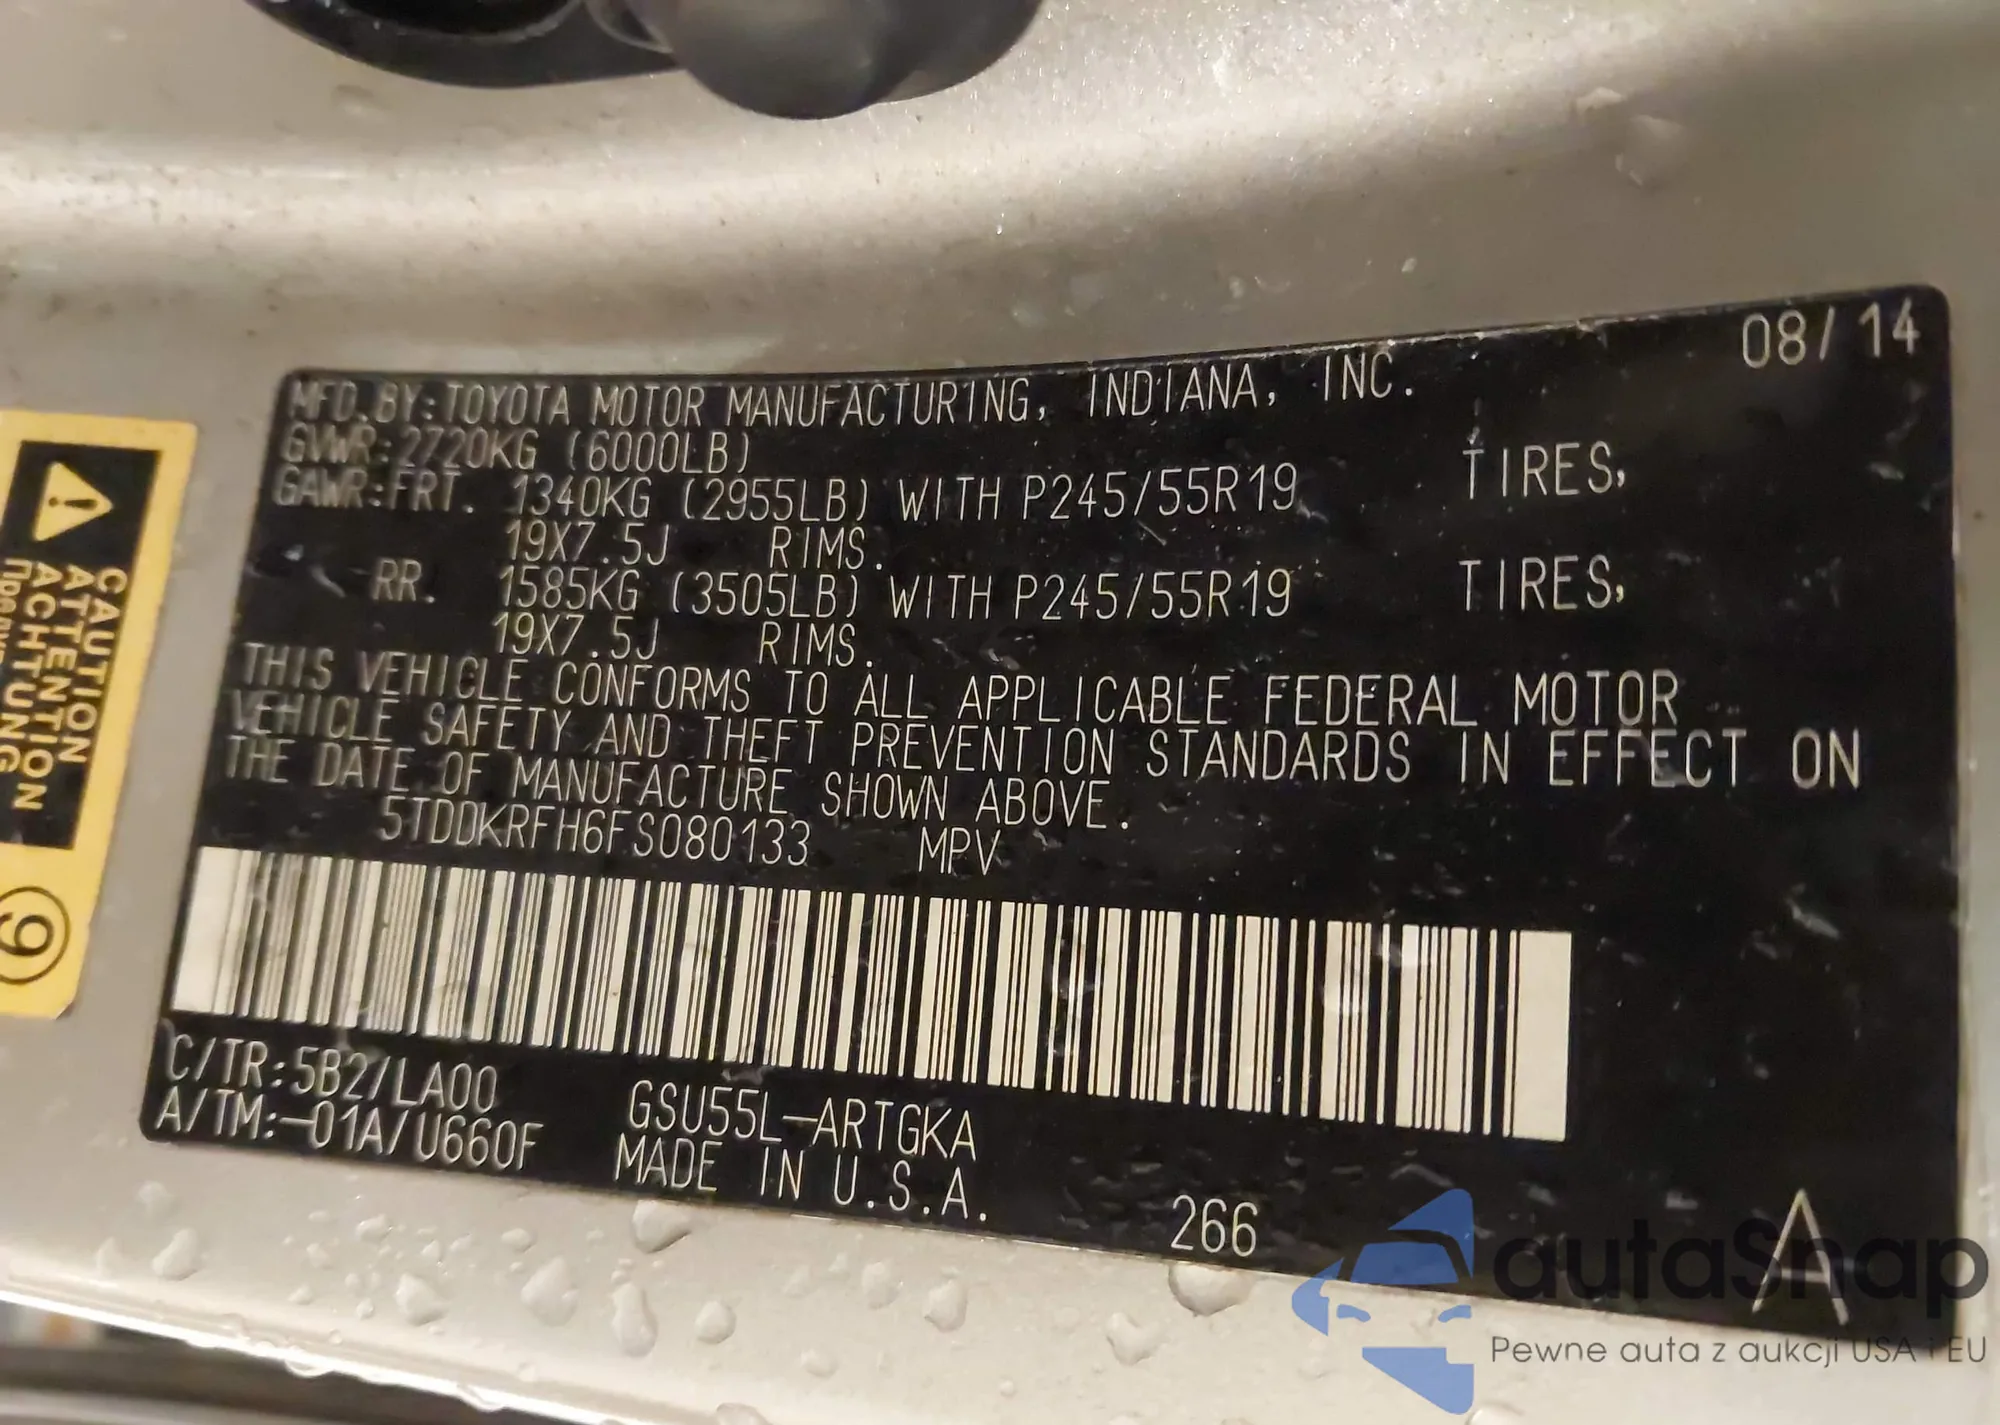 08/14
MFD.BY:TOYOTA MOTOR MANUFACTURING, INDIANA, INC.
GVWR:2720KG (6000LB)
GAWR:FRT. 1340KG (2955LB) WITH P245/55R19 TIRES,
19X7.5J RIMS.
RR. 1585KG (3505LB) WITH P245/55R19 TIRES,
19X7.5J RIMS.
THIS VEHICLE CONFORMS TO ALL APPLICABLE FEDERAL MOTOR
VEHICLE SAFETY AND THEFT PREVENTION STANDARDS IN EFFECT ON
THE DATE OF MANUFACTURE SHOWN ABOVE.
5TDDKRFH6FS080133 MPV
C/TR:5B2/LA00 GSU55L-ARTGKA
A/TM:-01A/U660F MADE IN U.S.A.
266
A
CAUTION
ATTENTION
ACHTUNG
9
autaSnap
Pewne auta z aukcji USA i EU